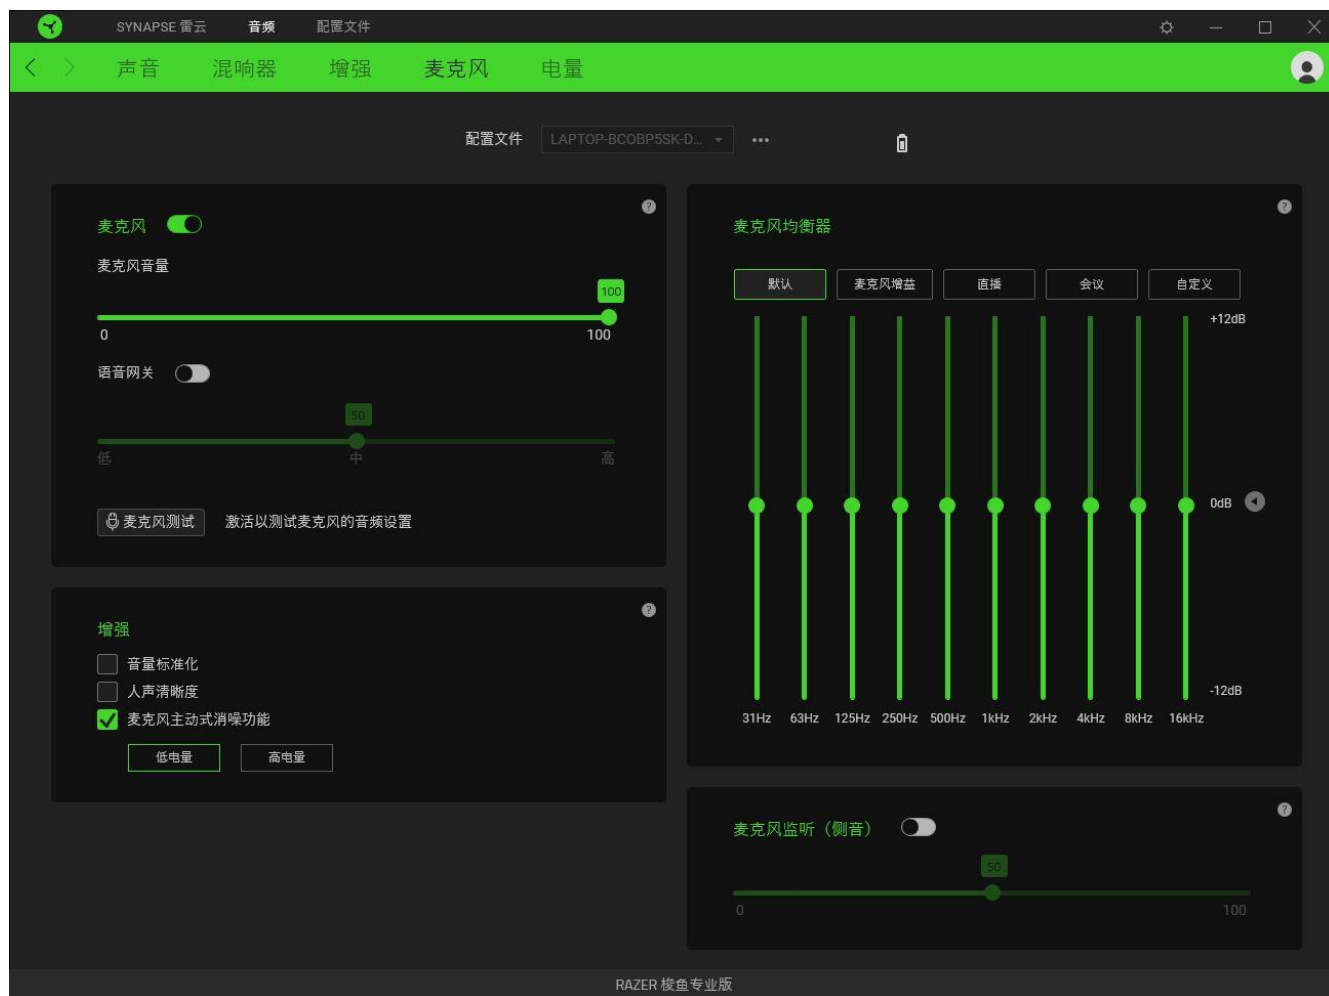 SYNAPSE 雷云 音频 配置文件
声音 混响器 增强 麦克风 电量
配置文件 LAPTOP-BCOBP5SK-D...
麦克风
麦克风音量
100
0 100
语音网关
50
低 中 高
麦克风测试 激活以测试麦克风的音频设置
增强
音量标准化
人声清晰度
麦克风主动式消噪功能
低电量 高电量
麦克风均衡器
默认 麦克风增益 直播 会议 自定义
+12dB
0dB
-12dB
31Hz 63Hz 125Hz 250Hz 500Hz 1kHz 2kHz 4kHz 8kHz 16kHz
麦克风监听（侧音）
50
0 100
RAZER 梭鱼专业版